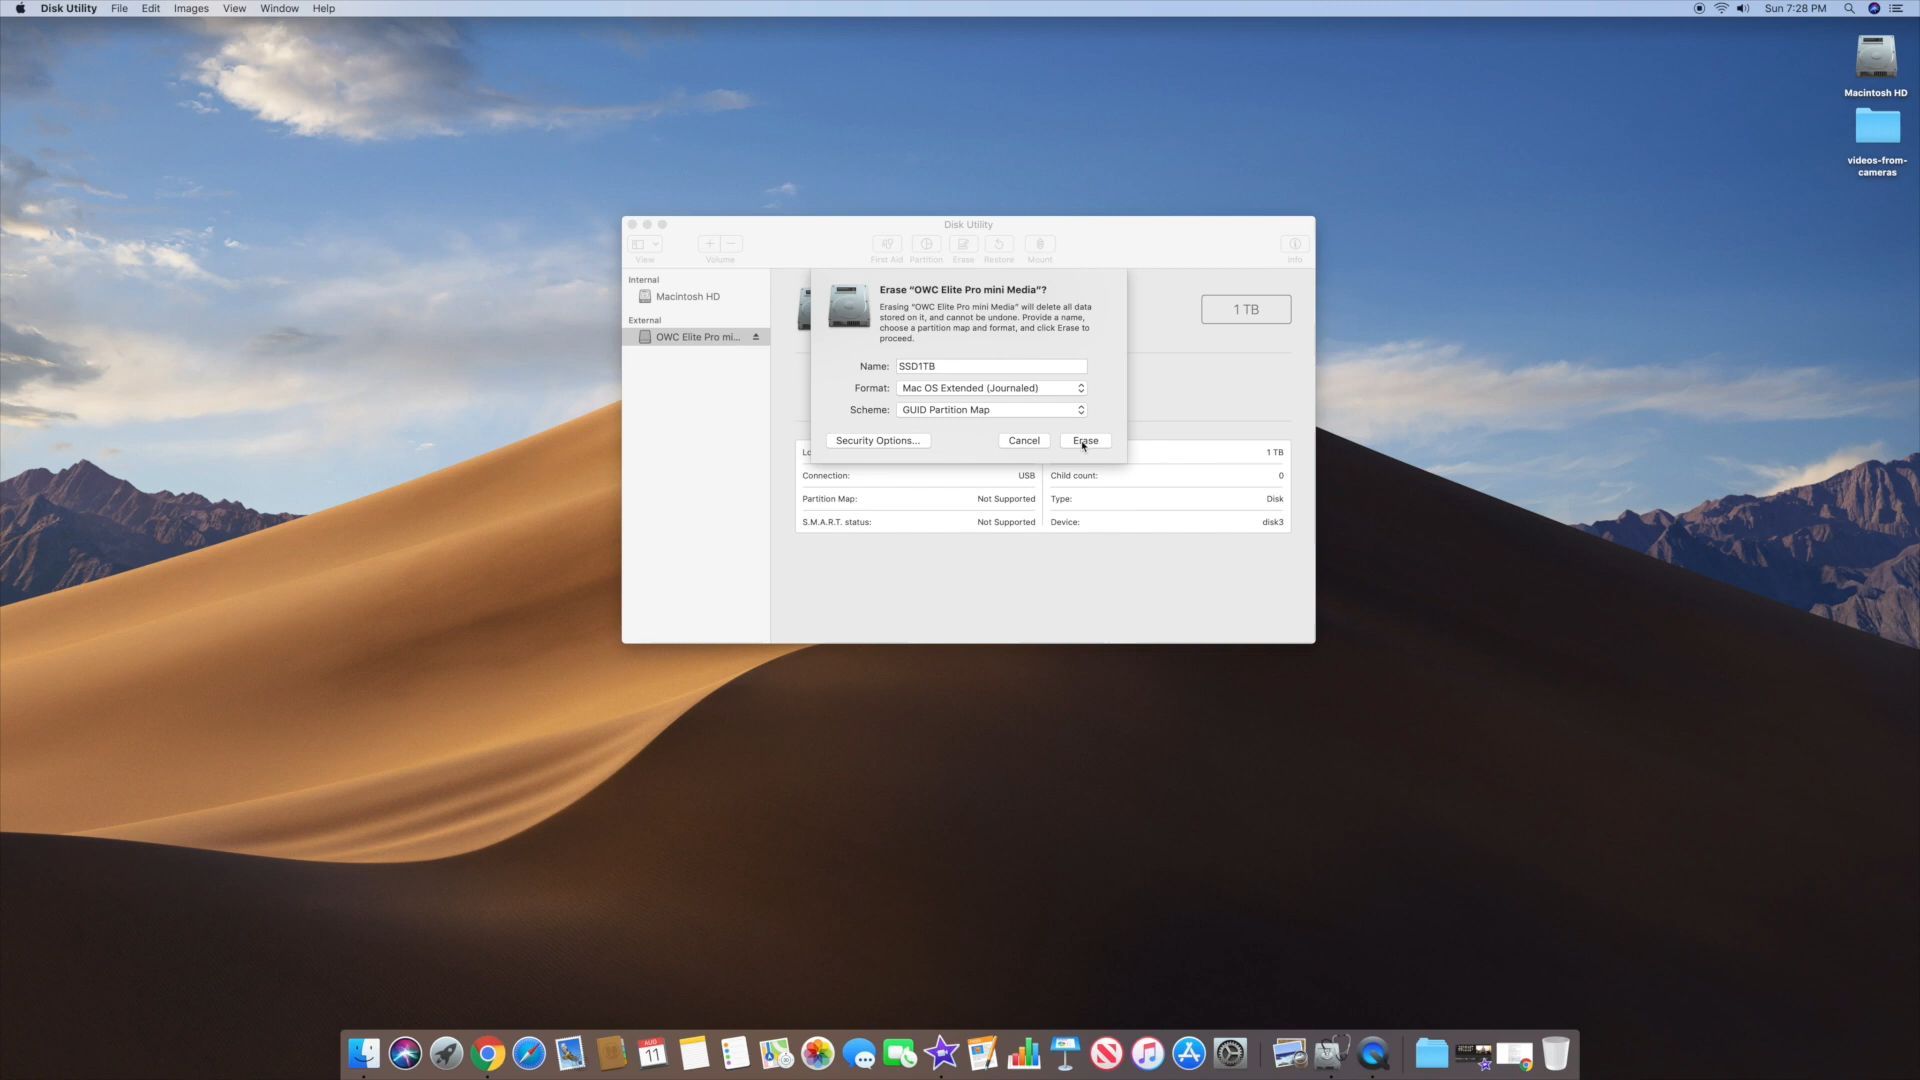 Disk Utility File Edit Images View Window Help
Sun 7:28 PM
Macintosh HD
videos-from-
cameras
Disk Utility
View
Volume
First Aid Partition Erase Restore Mount
Info
Internal
Macintosh HD
External
OWC Elite Pro mi...
Erase “OWC Elite Pro mini Media”?
Erasing “OWC Elite Pro mini Media” will delete all data
stored on it, and cannot be undone. Provide a name,
choose a partition map and format, and click Erase to
proceed.
1 TB
Name: SSD1TB
Format: Mac OS Extended (Journaled)
Scheme: GUID Partition Map
Security Options... Cancel Erase
Lo
1 TB
Connection: USB
Child count: 0
Partition Map: Not Supported
Type: Disk
S.M.A.R.T. status: Not Supported
Device: disk3
AUG
11